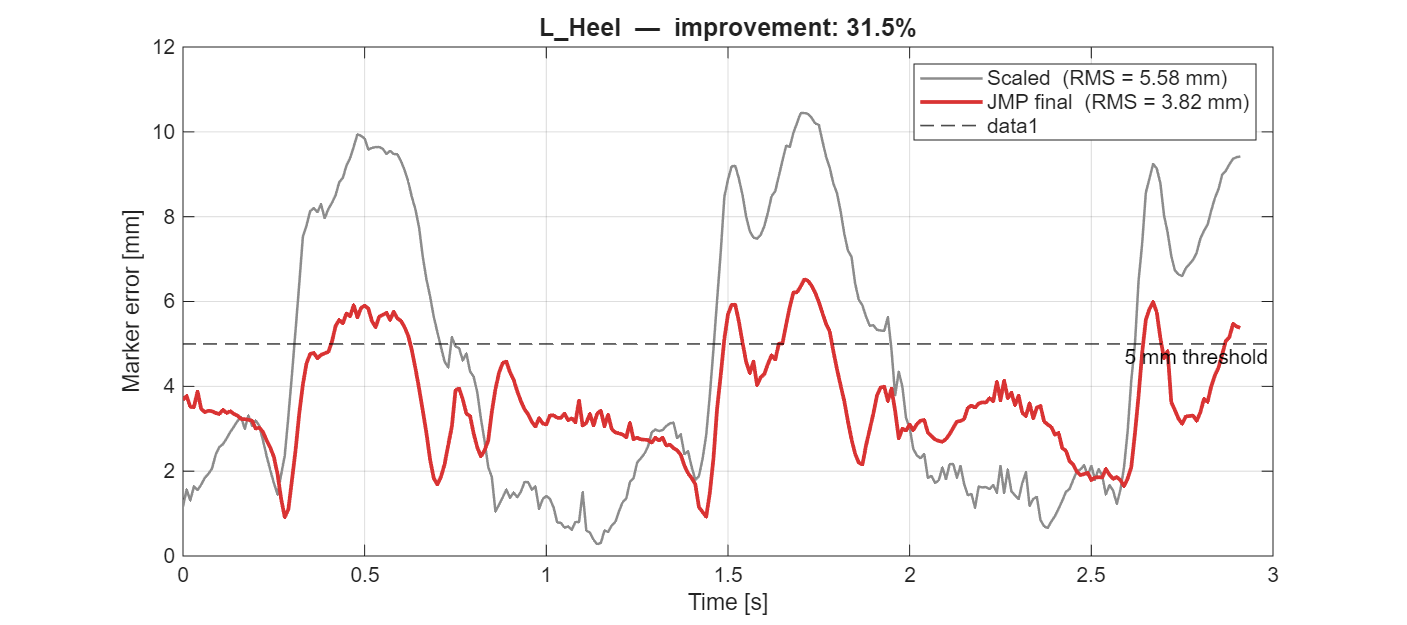 L_Heel — improvement: 31.5%
Scaled (RMS = 5.58 mm)
JMP final (RMS = 3.82 mm)
data1
5 mm threshold
Marker error [mm]
12
10
8
6
4
2
0
0 0.5 1 1.5 2 2.5 3
Time [s]